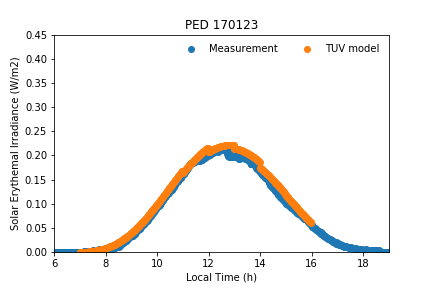 PED 170123
Measurement
TUV model
Solar Erythemal Irradiance (W/m2)
0.45
0.40
0.35
0.30
0.25
0.20
0.15
0.10
0.05
0.00
6 8 10 12 14 16 18
Local Time (h)